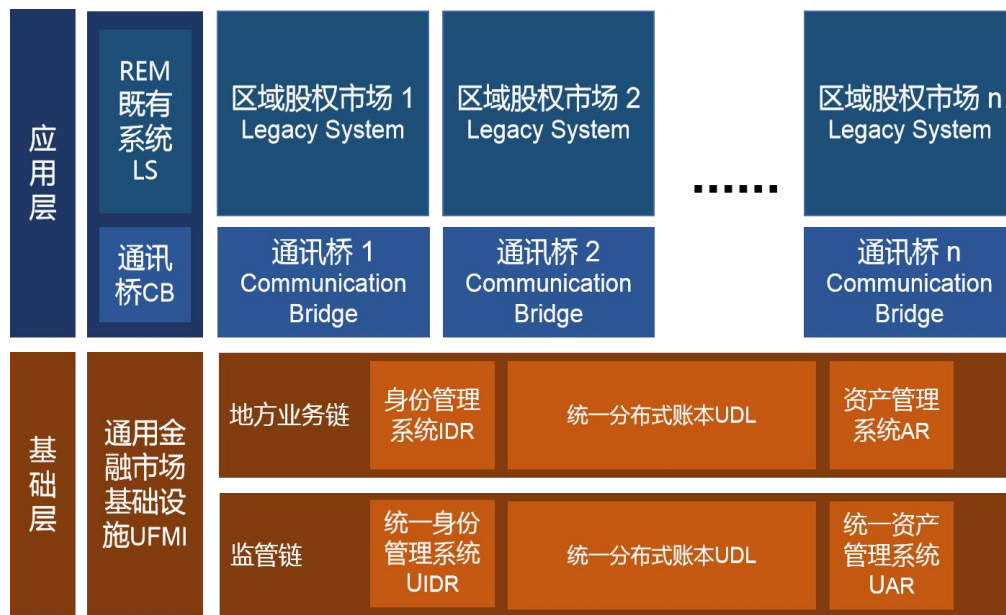 应
用
层
REM
既有
系统
LS
区域股权市场 1
Legacy System
区域股权市场 2
Legacy System
......
区域股权市场 n
Legacy System
通讯
桥CB
通讯桥 1
Communication
Bridge
通讯桥 2
Communication
Bridge
通讯桥 n
Communication
Bridge
基
础
层
通用金
融市场
基础设
施UFMI
地方业务链
身份管理
系统IDR
统一分布式账本UDL
资产管理
系统AR
监管链
统一身份
管理系统
UIDR
统一分布式账本UDL
统一资产
管理系统
UAR